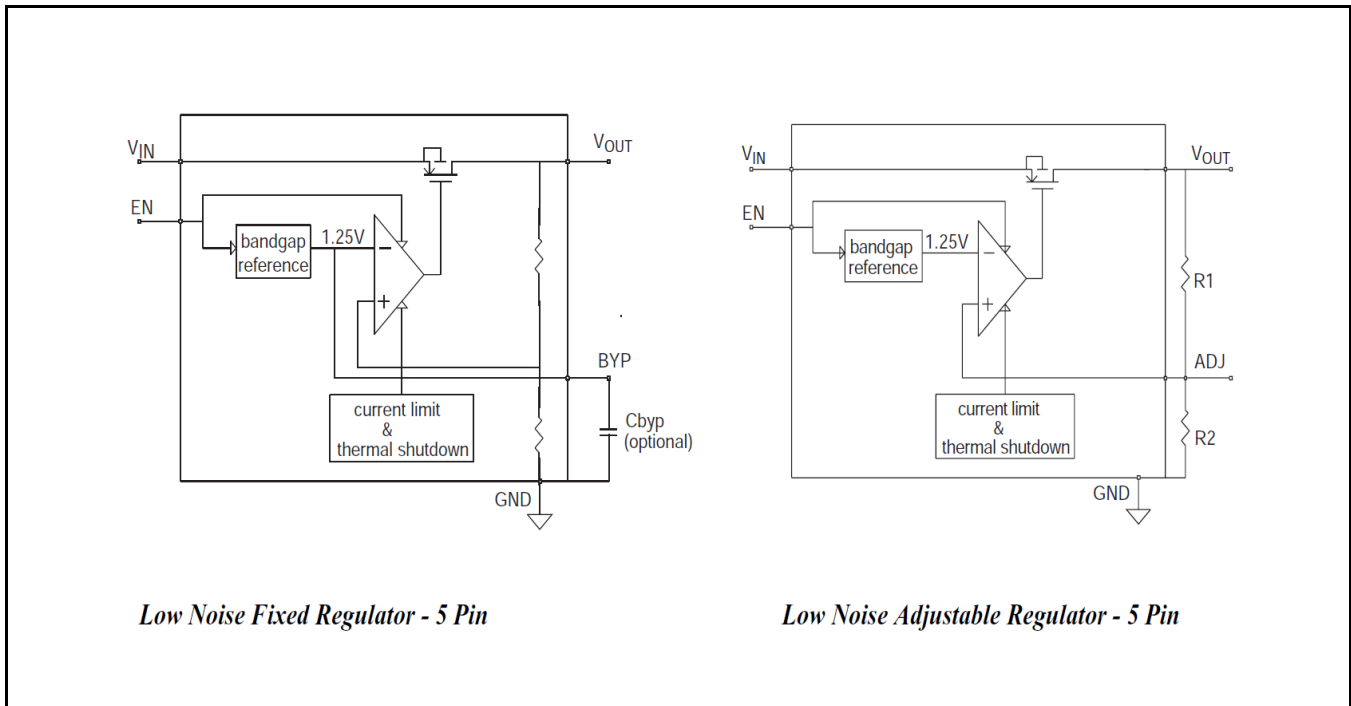 VIN
VOUT
EN
bandgap
reference
1.25V
−
+
BYP
current limit
&
thermal shutdown
Cbyp
(optional)
GND
Low Noise Fixed Regulator - 5 Pin
VIN
VOUT
EN
bandgap
reference
1.25V
−
+
R1
ADJ
current limit
&
thermal shutdown
R2
GND
Low Noise Adjustable Regulator - 5 Pin